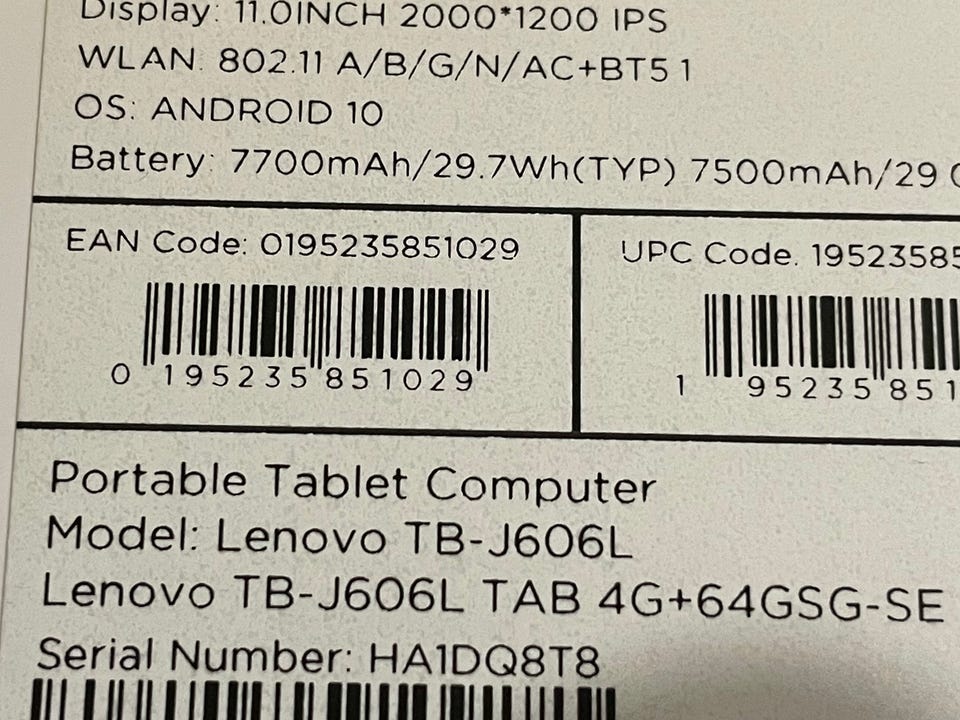 Display: 11.0INCH 2000*1200 IPS
WLAN: 802.11 A/B/G/N/AC+BT5 1
OS: ANDROID 10
Battery: 7700mAh/29.7Wh(TYP) 7500mAh/29
EAN Code: 0195235851029
UPC Code. 19523585
0 195235 851029
1 95235 851
Portable Tablet Computer
Model: Lenovo TB-J606L
Lenovo TB-J606L TAB 4G+64GSG-SE
Serial Number: HA1DQ8T8